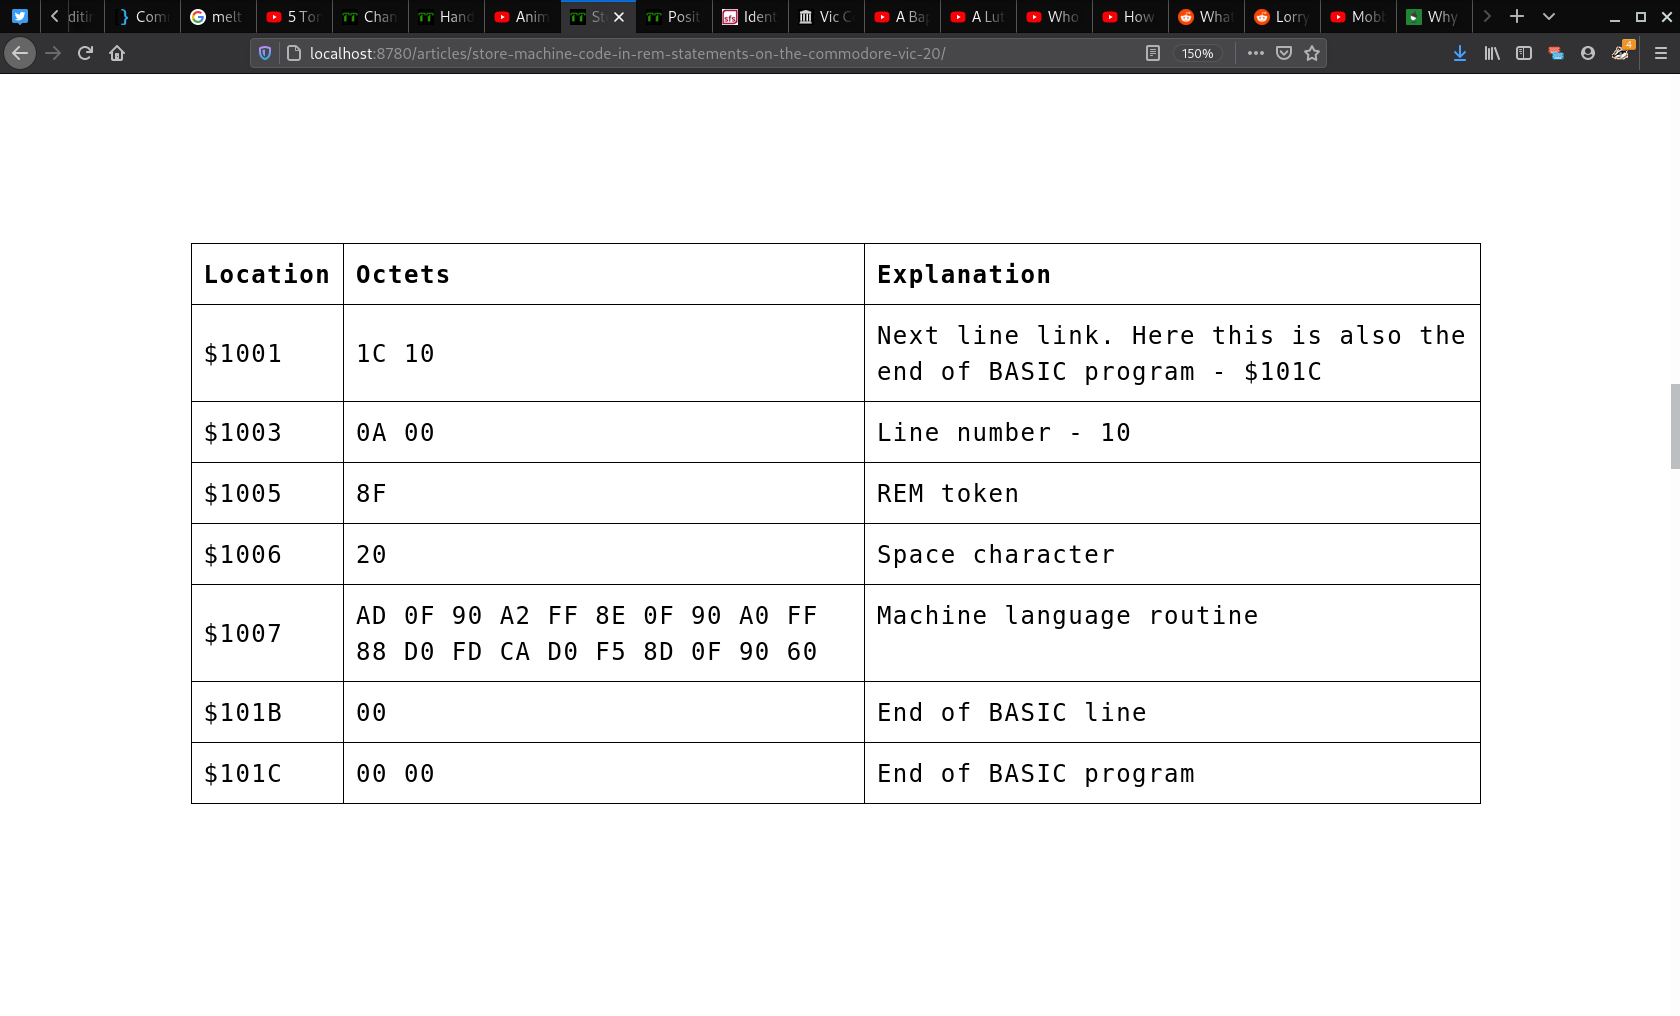 diti Com melt 5 To Chan Hand Anim St Posit Ident Vic C A Ba A Lut Who How What Lorry Mob Why
localhost:8780/articles/store-machine-code-in-rem-statements-on-the-commodore-vic-20/ 150% 4
Location Octets Explanation
$1001 1C 10 Next line link. Here this is also the
end of BASIC program - $101C
$1003 0A 00 Line number - 10
$1005 8F REM token
$1006 20 Space character
$1007 AD 0F 90 A2 FF 8E 0F 90 A0 FF Machine language routine
88 D0 FD CA D0 F5 8D 0F 90 60
$101B 00 End of BASIC line
$101C 00 00 End of BASIC program